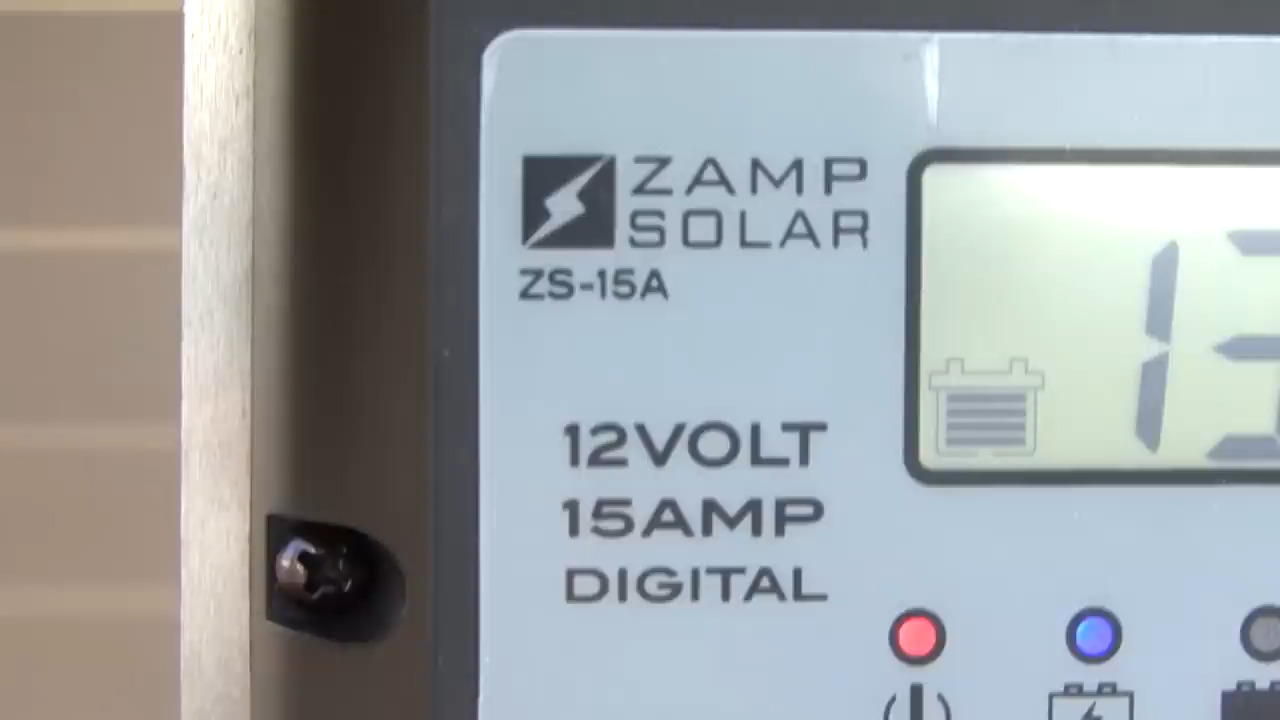 ZAMP
SOLAR
ZS-15A
12VOLT
15AMP
DIGITAL